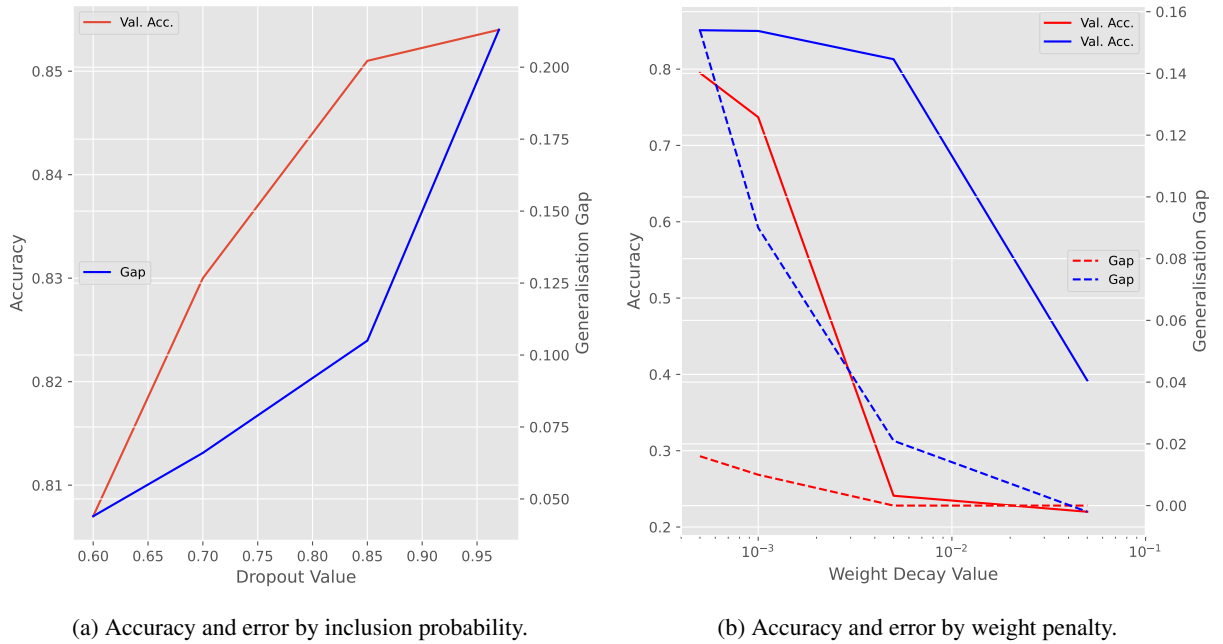 Val. Acc.
Gap
Accuracy
0.85
0.84
0.83
0.82
0.81
0.200
0.175
0.150
0.125
0.100
0.075
0.050
Generalisation Gap
0.60 0.65 0.70 0.75 0.80 0.85 0.90 0.95
Dropout Value
(a) Accuracy and error by inclusion probability.
Val. Acc.
Val. Acc.
Gap
Gap
Accuracy
0.8
0.7
0.6
0.5
0.4
0.3
0.2
0.16
0.14
0.12
0.10
0.08
0.06
0.04
0.02
0.00
Generalisation Gap
10⁻³ 10⁻² 10⁻¹
Weight Decay Value
(b) Accuracy and error by weight penalty.